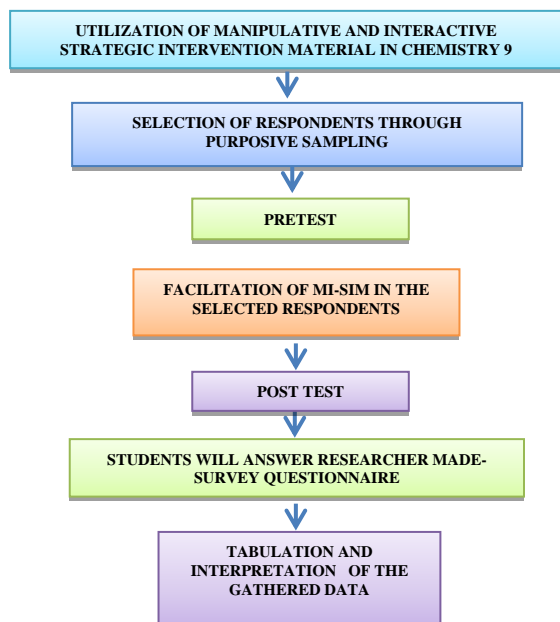 UTILIZATION OF MANIPULATIVE AND INTERACTIVE
STRATEGIC INTERVENTION MATERIAL IN CHEMISTRY 9
SELECTION OF RESPONDENTS THROUGH
PURPOSIVE SAMPLING
PRETEST
FACILITATION OF MI-SIM IN THE
SELECTED RESPONDENTS
POST TEST
STUDENTS WILL ANSWER RESEARCHER MADE-
SURVEY QUESTIONNAIRE
TABULATION AND
INTERPRETATION OF THE
GATHERED DATA